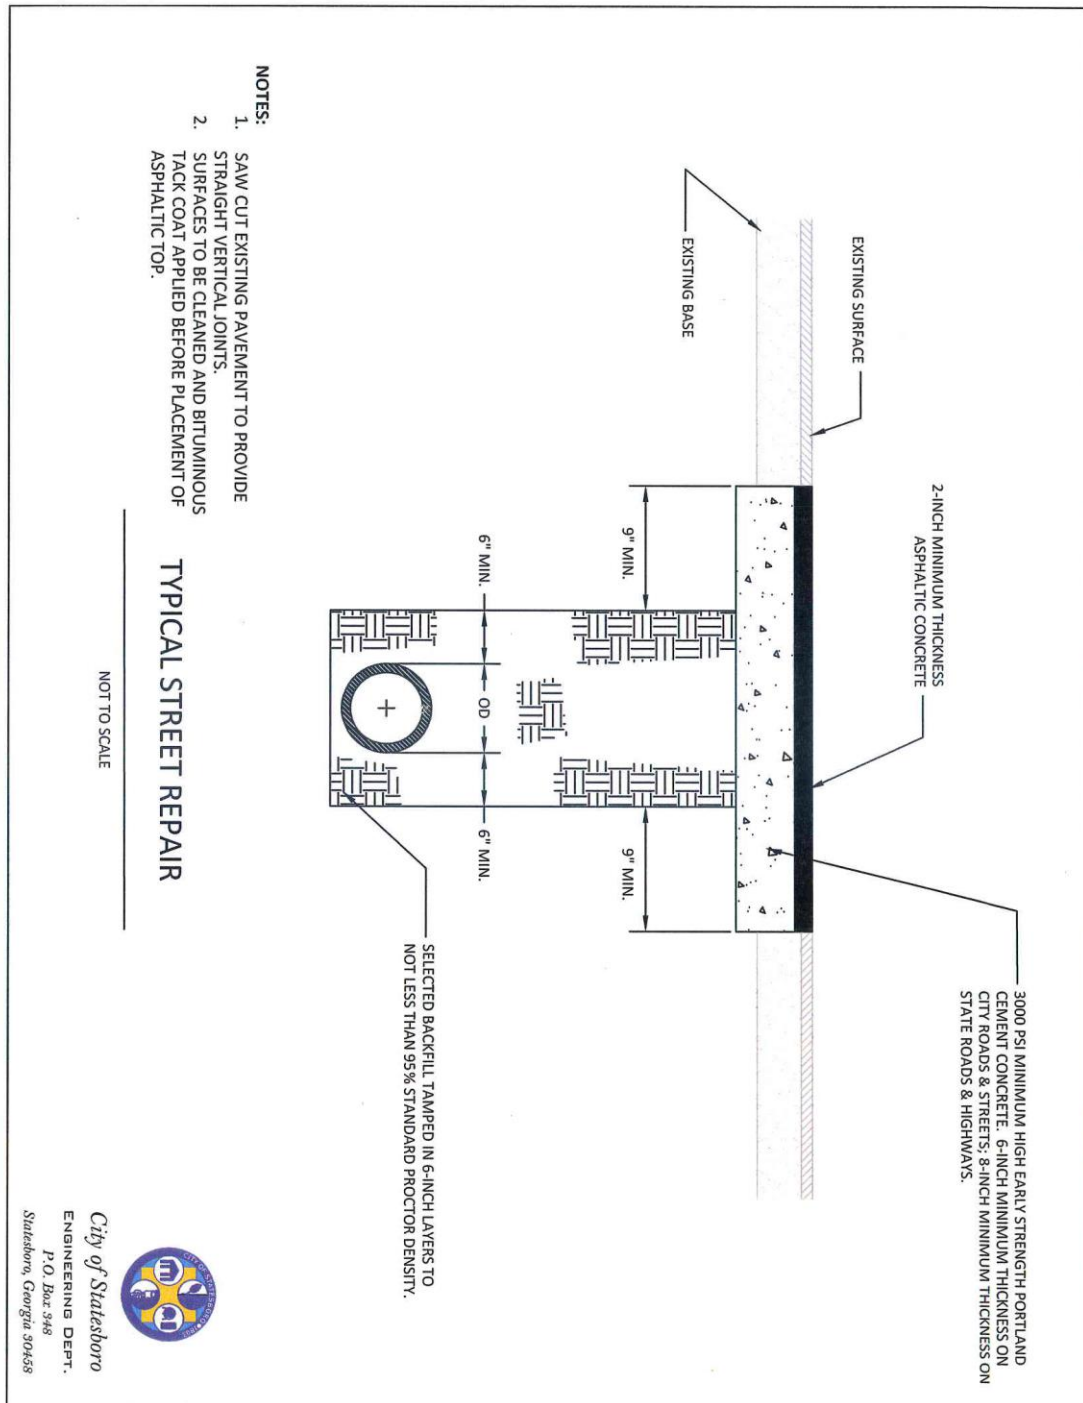 3000 PSI MINIMUM HIGH EARLY STRENGTH PORTLAND
CEMENT CONCRETE. 6-INCH MINIMUM THICKNESS ON
CITY ROADS & STREETS; 8-INCH MINIMUM THICKNESS ON
STATE ROADS & HIGHWAYS.
2-INCH MINIMUM THICKNESS
ASPHALTIC CONCRETE
EXISTING SURFACE
EXISTING BASE
9" MIN.
9" MIN.
6" MIN.
OD
6" MIN.
SELECTED BACKFILL TAMPED IN 6-INCH LAYERS TO
NOT LESS THAN 95% STANDARD PROCTOR DENSITY.
NOTES:
1. SAW CUT EXISTING PAVEMENT TO PROVIDE
STRAIGHT VERTICAL JOINTS.
2. SURFACES TO BE CLEANED AND BITUMINOUS
TACK COAT APPLIED BEFORE PLACEMENT OF
ASPHALTIC TOP.
TYPICAL STREET REPAIR
NOT TO SCALE
CITY OF STATESBORO
City of Statesboro
ENGINEERING DEPT.
P.O. Box 348
Statesboro, Georgia 30458